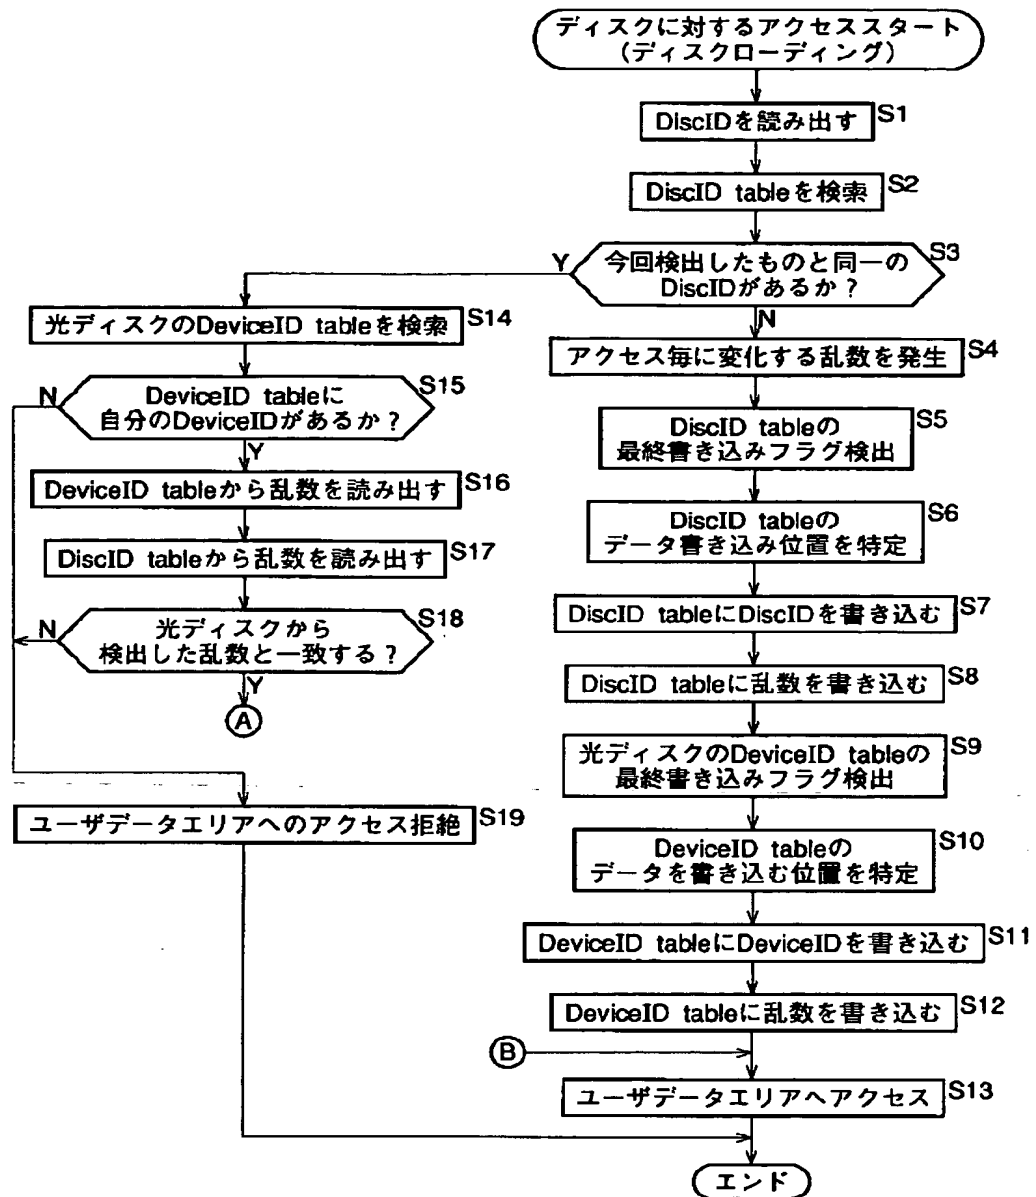 ディスクに対するアクセススタート
(ディスクローディング)
DiscIDを読み出す
S1
DiscID tableを検索
S2
今回検出したものと同一の
DiscIDがあるか?
S3
Y
N
光ディスクのDeviceID tableを検索
S14
DeviceID tableに
自分のDeviceIDがあるか?
S15
N
Y
DeviceID tableから乱数を読み出す
S16
DiscID tableから乱数を読み出す
S17
光ディスクから
検出した乱数と一致する?
S18
N
Y
A
ユーザデータエリアへのアクセス拒絶
S19
アクセス毎に変化する乱数を発生
S4
DiscID tableの
最終書き込みフラグ検出
S5
DiscID tableの
データ書き込み位置を特定
S6
DiscID tableにDiscIDを書き込む
S7
DiscID tableに乱数を書き込む
S8
光ディスクのDeviceID tableの
最終書き込みフラグ検出
S9
DeviceID tableの
データを書き込む位置を特定
S10
DeviceID tableにDeviceIDを書き込む
S11
DeviceID tableに乱数を書き込む
S12
B
ユーザデータエリアへアクセス
S13
エンド